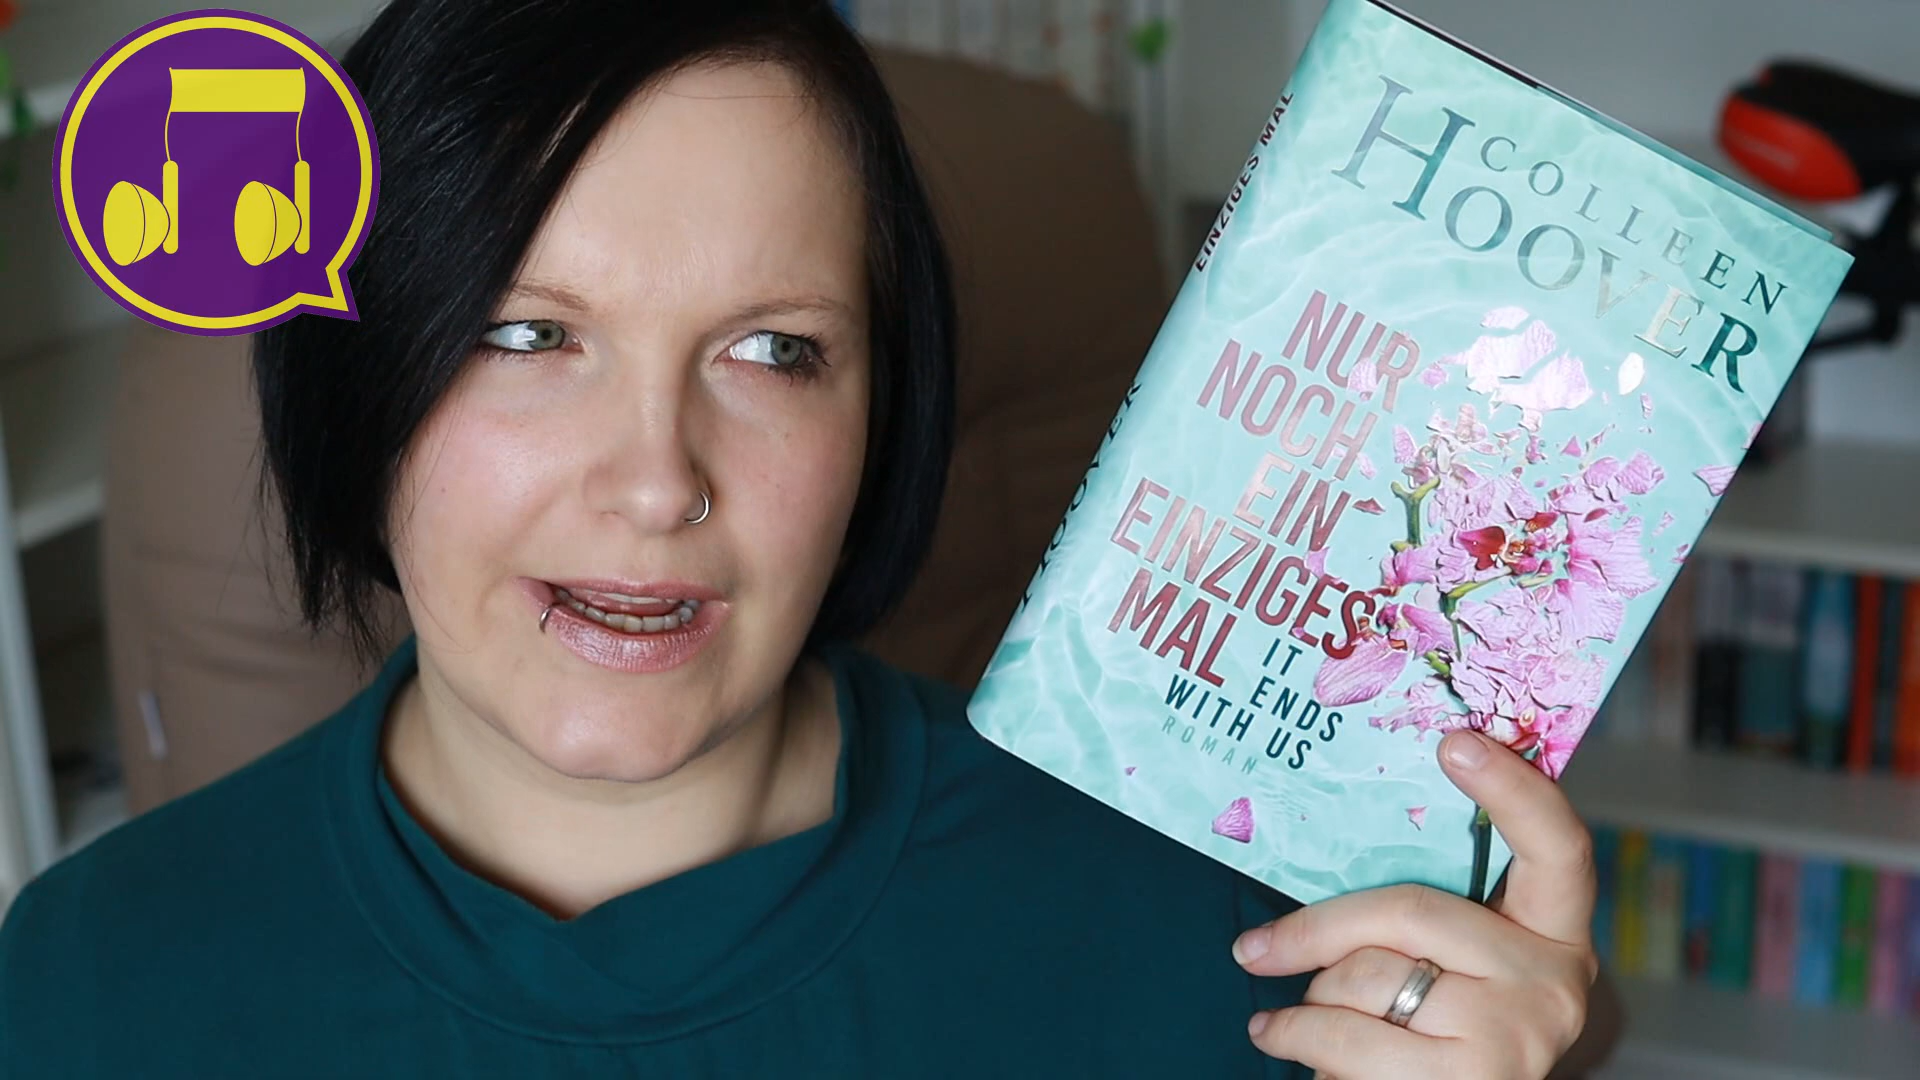 COLLEEN
HOOVER
NUR
NOCH
EIN
EINZIGES
MAL
IT
ENDS
WITH US
ROMAN
EINZIGES MAL
HOOVER